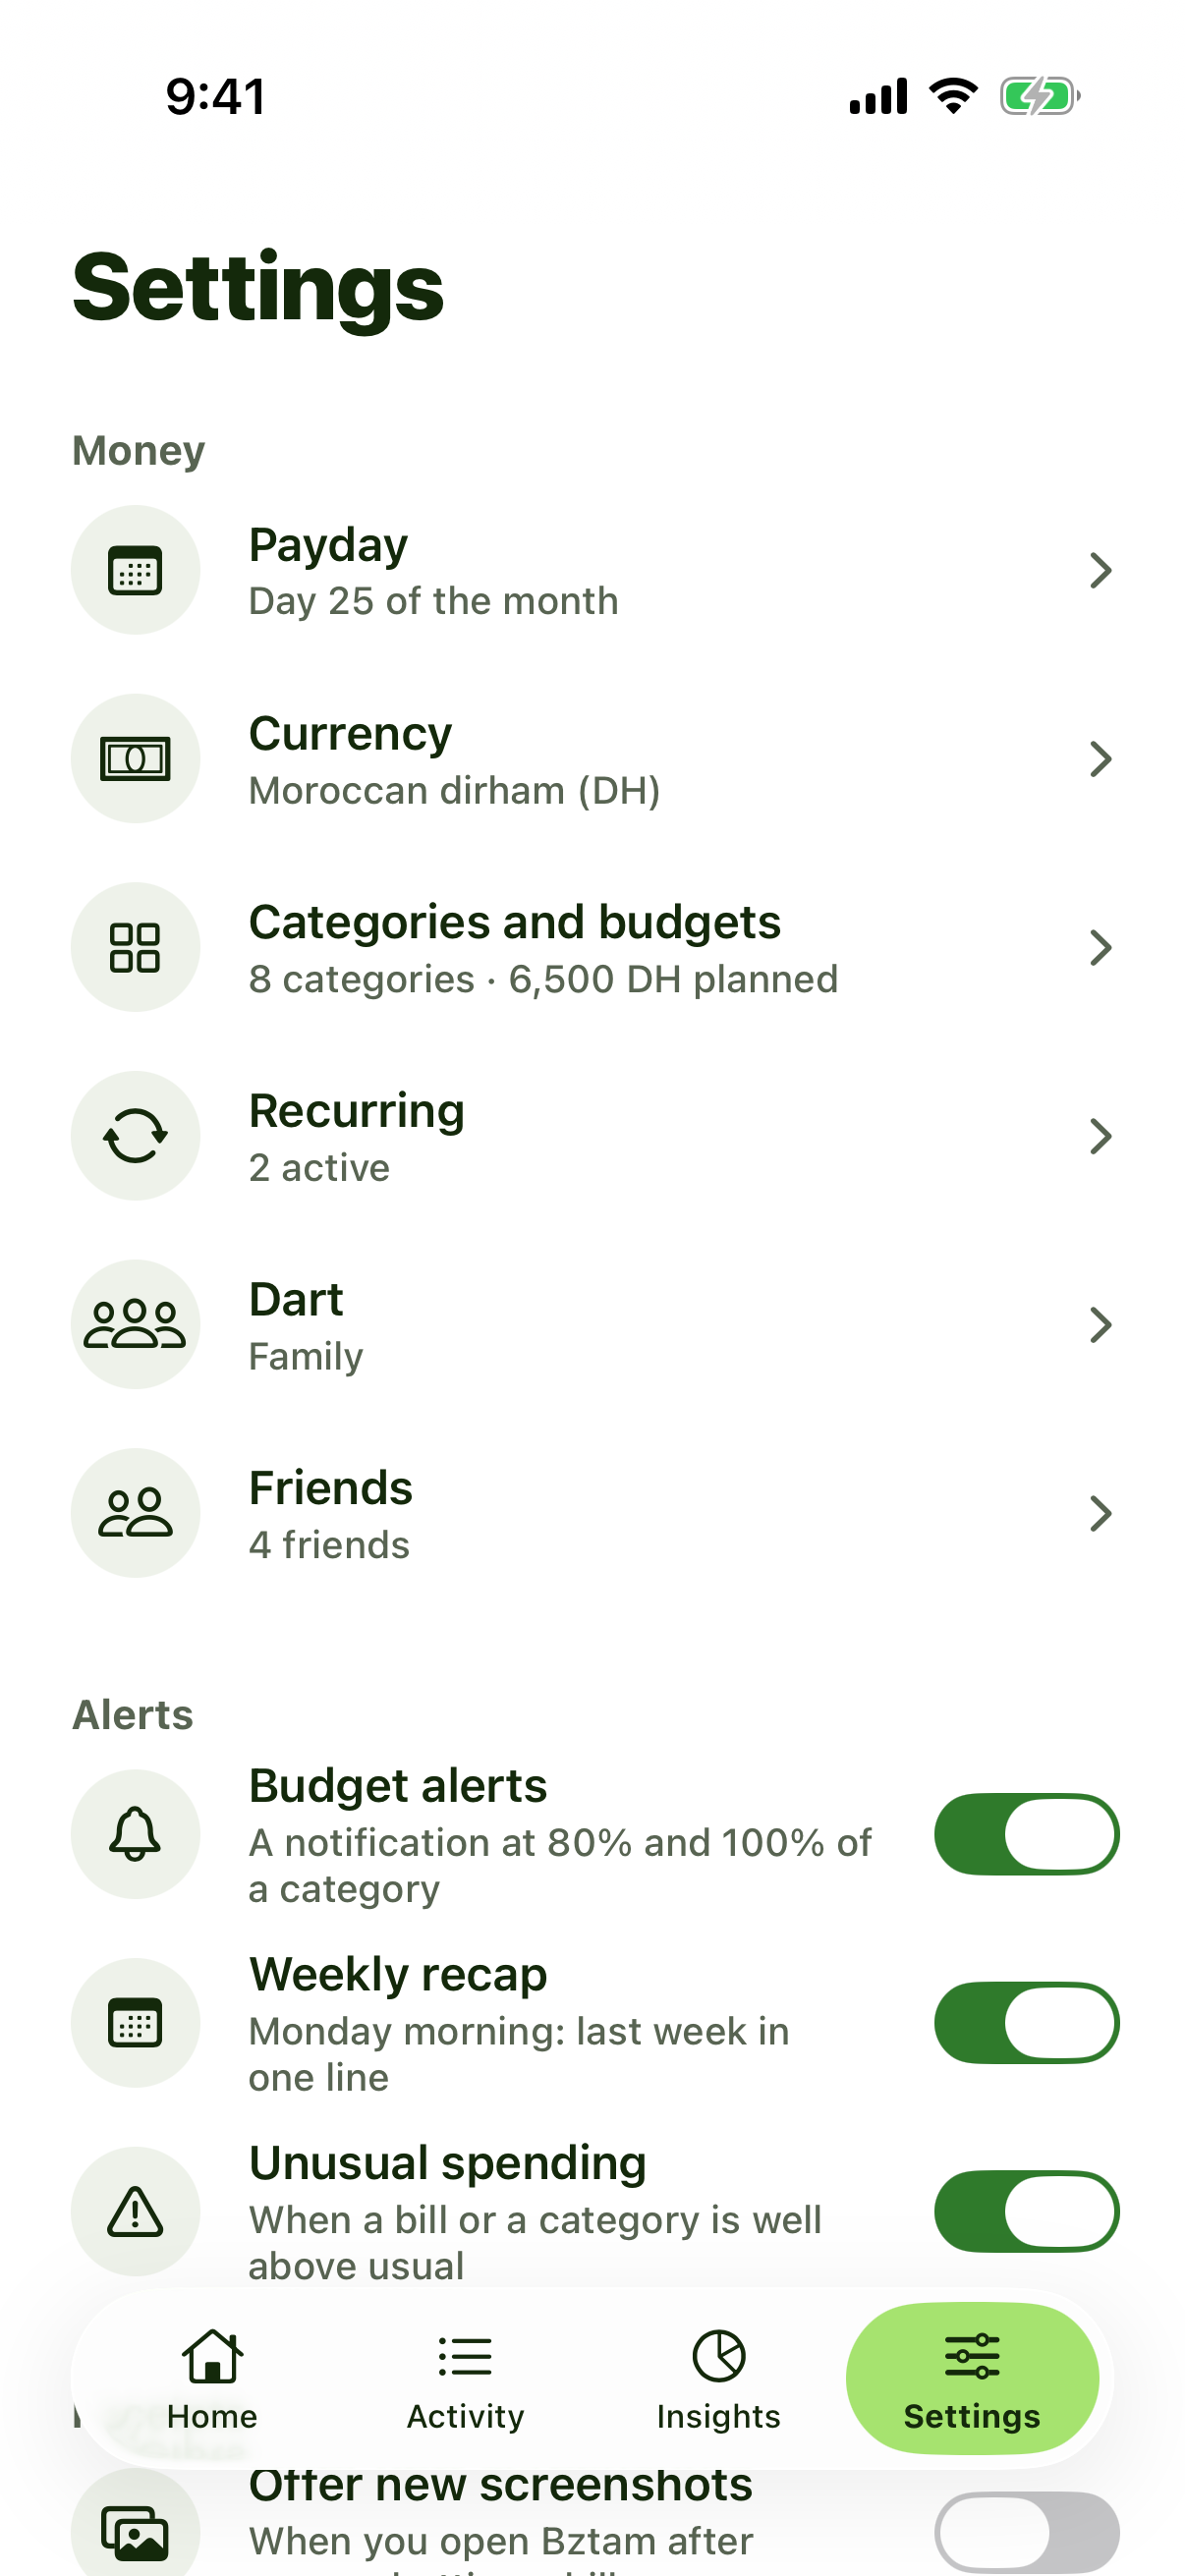 9:41
Settings
Money
Payday
Day 25 of the month
Currency
Moroccan dirham (DH)
Categories and budgets
8 categories · 6,500 DH planned
Recurring
2 active
Dart
Family
Friends
4 friends
Alerts
Budget alerts
A notification at 80% and 100% of
a category
Weekly recap
Monday morning: last week in
one line
Unusual spending
When a bill or a category is well
above usual
Home
Activity
Insights
Settings
Offer new screenshots
When you open Bztam after